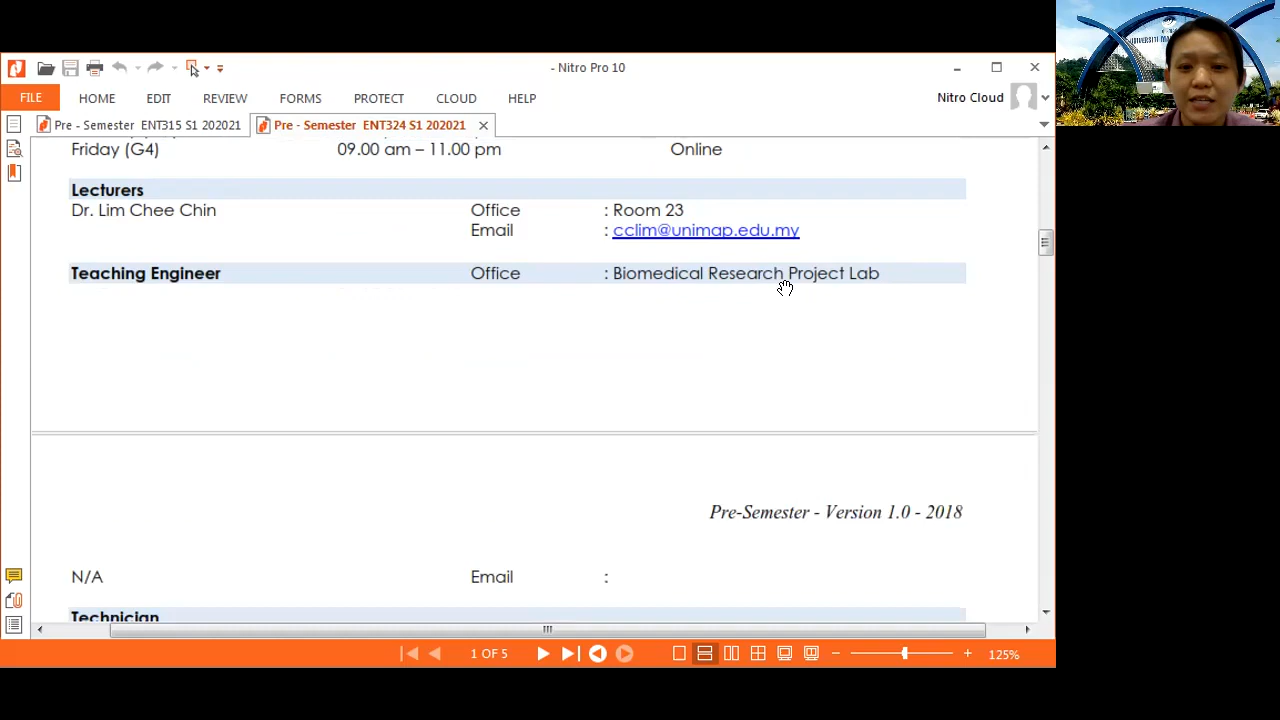 - Nitro Pro 10
FILE HOME EDIT REVIEW FORMS PROTECT CLOUD HELP Nitro Cloud
Pre - Semester ENT315 S1 202021 Pre - Semester ENT324 S1 202021
Friday (G4) 09.00 am – 11.00 pm Online
Lecturers
Dr. Lim Chee Chin Office : Room 23
Email : cclim@unimap.edu.my
Teaching Engineer Office : Biomedical Research Project Lab
Pre-Semester - Version 1.0 - 2018
N/A Email :
Technician
1 OF 5 125%